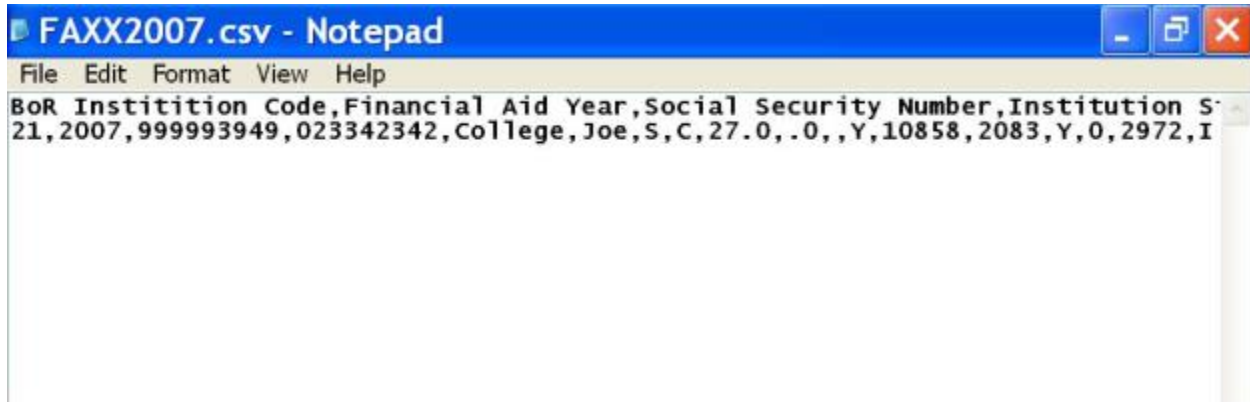 FAXX2007.csv - Notepad
File Edit Format View Help
BoR Institition Code,Financial Aid Year,Social Security Number,Institution S
21,2007,999993949,023342342,College,Joe,S,C,27.0,.0,,Y,10858,2083,Y,0,2972,I